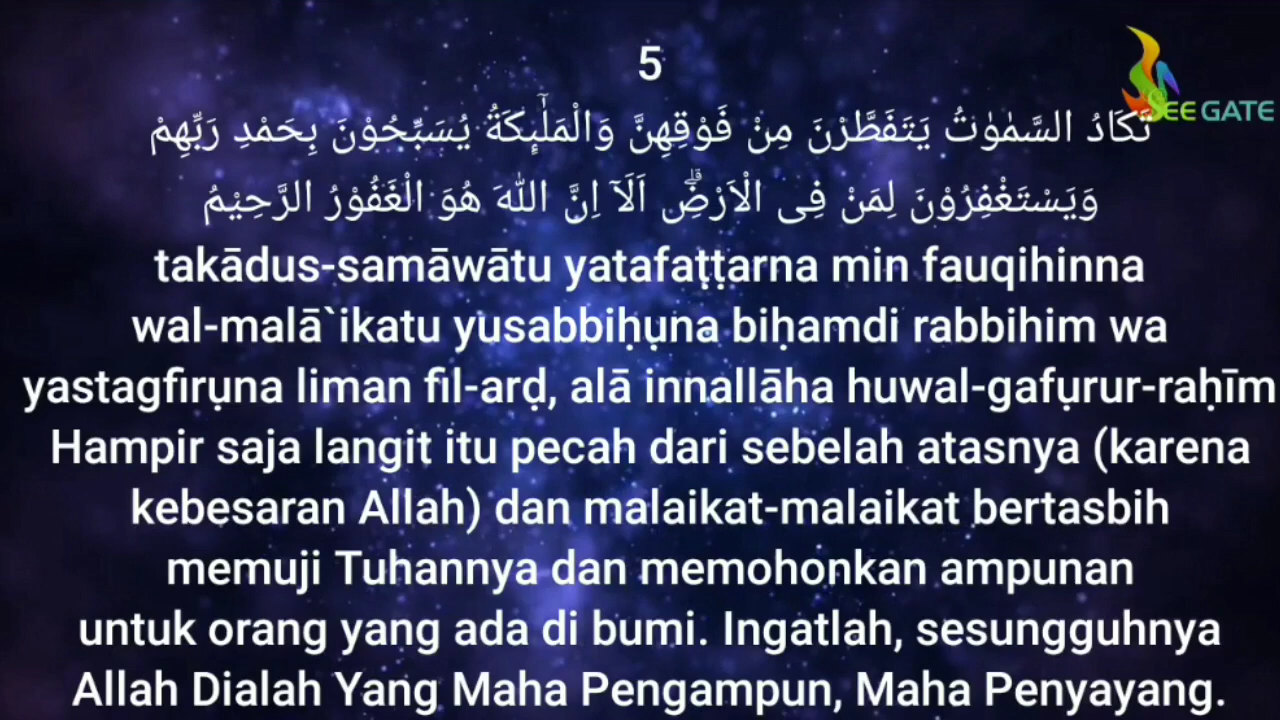 5
SEE GATE
تَكَادُ السَّمٰوٰتُ يَتَفَطَّرْنَ مِنْ فَوْقِهِنَّ وَالْمَلٰۤىِٕكَةُ يُسَبِّحُوْنَ بِحَمْدِ رَبِّهِمْ
وَيَسْتَغْفِرُوْنَ لِمَنْ فِى الْاَرْضِۗ اَلَآ اِنَّ اللّٰهَ هُوَ الْغَفُوْرُ الرَّحِيْمُ
takādus-samāwātu yatafaṭṭarna min fauqihinna
wal-malā`ikatu yusabbiḥụna biḥamdi rabbihim wa
yastagfirụna liman fil-arḍ, alā innallāha huwal-gafụrur-raḥīm
Hampir saja langit itu pecah dari sebelah atasnya (karena
kebesaran Allah) dan malaikat-malaikat bertasbih
memuji Tuhannya dan memohonkan ampunan
untuk orang yang ada di bumi. Ingatlah, sesungguhnya
Allah Dialah Yang Maha Pengampun, Maha Penyayang.